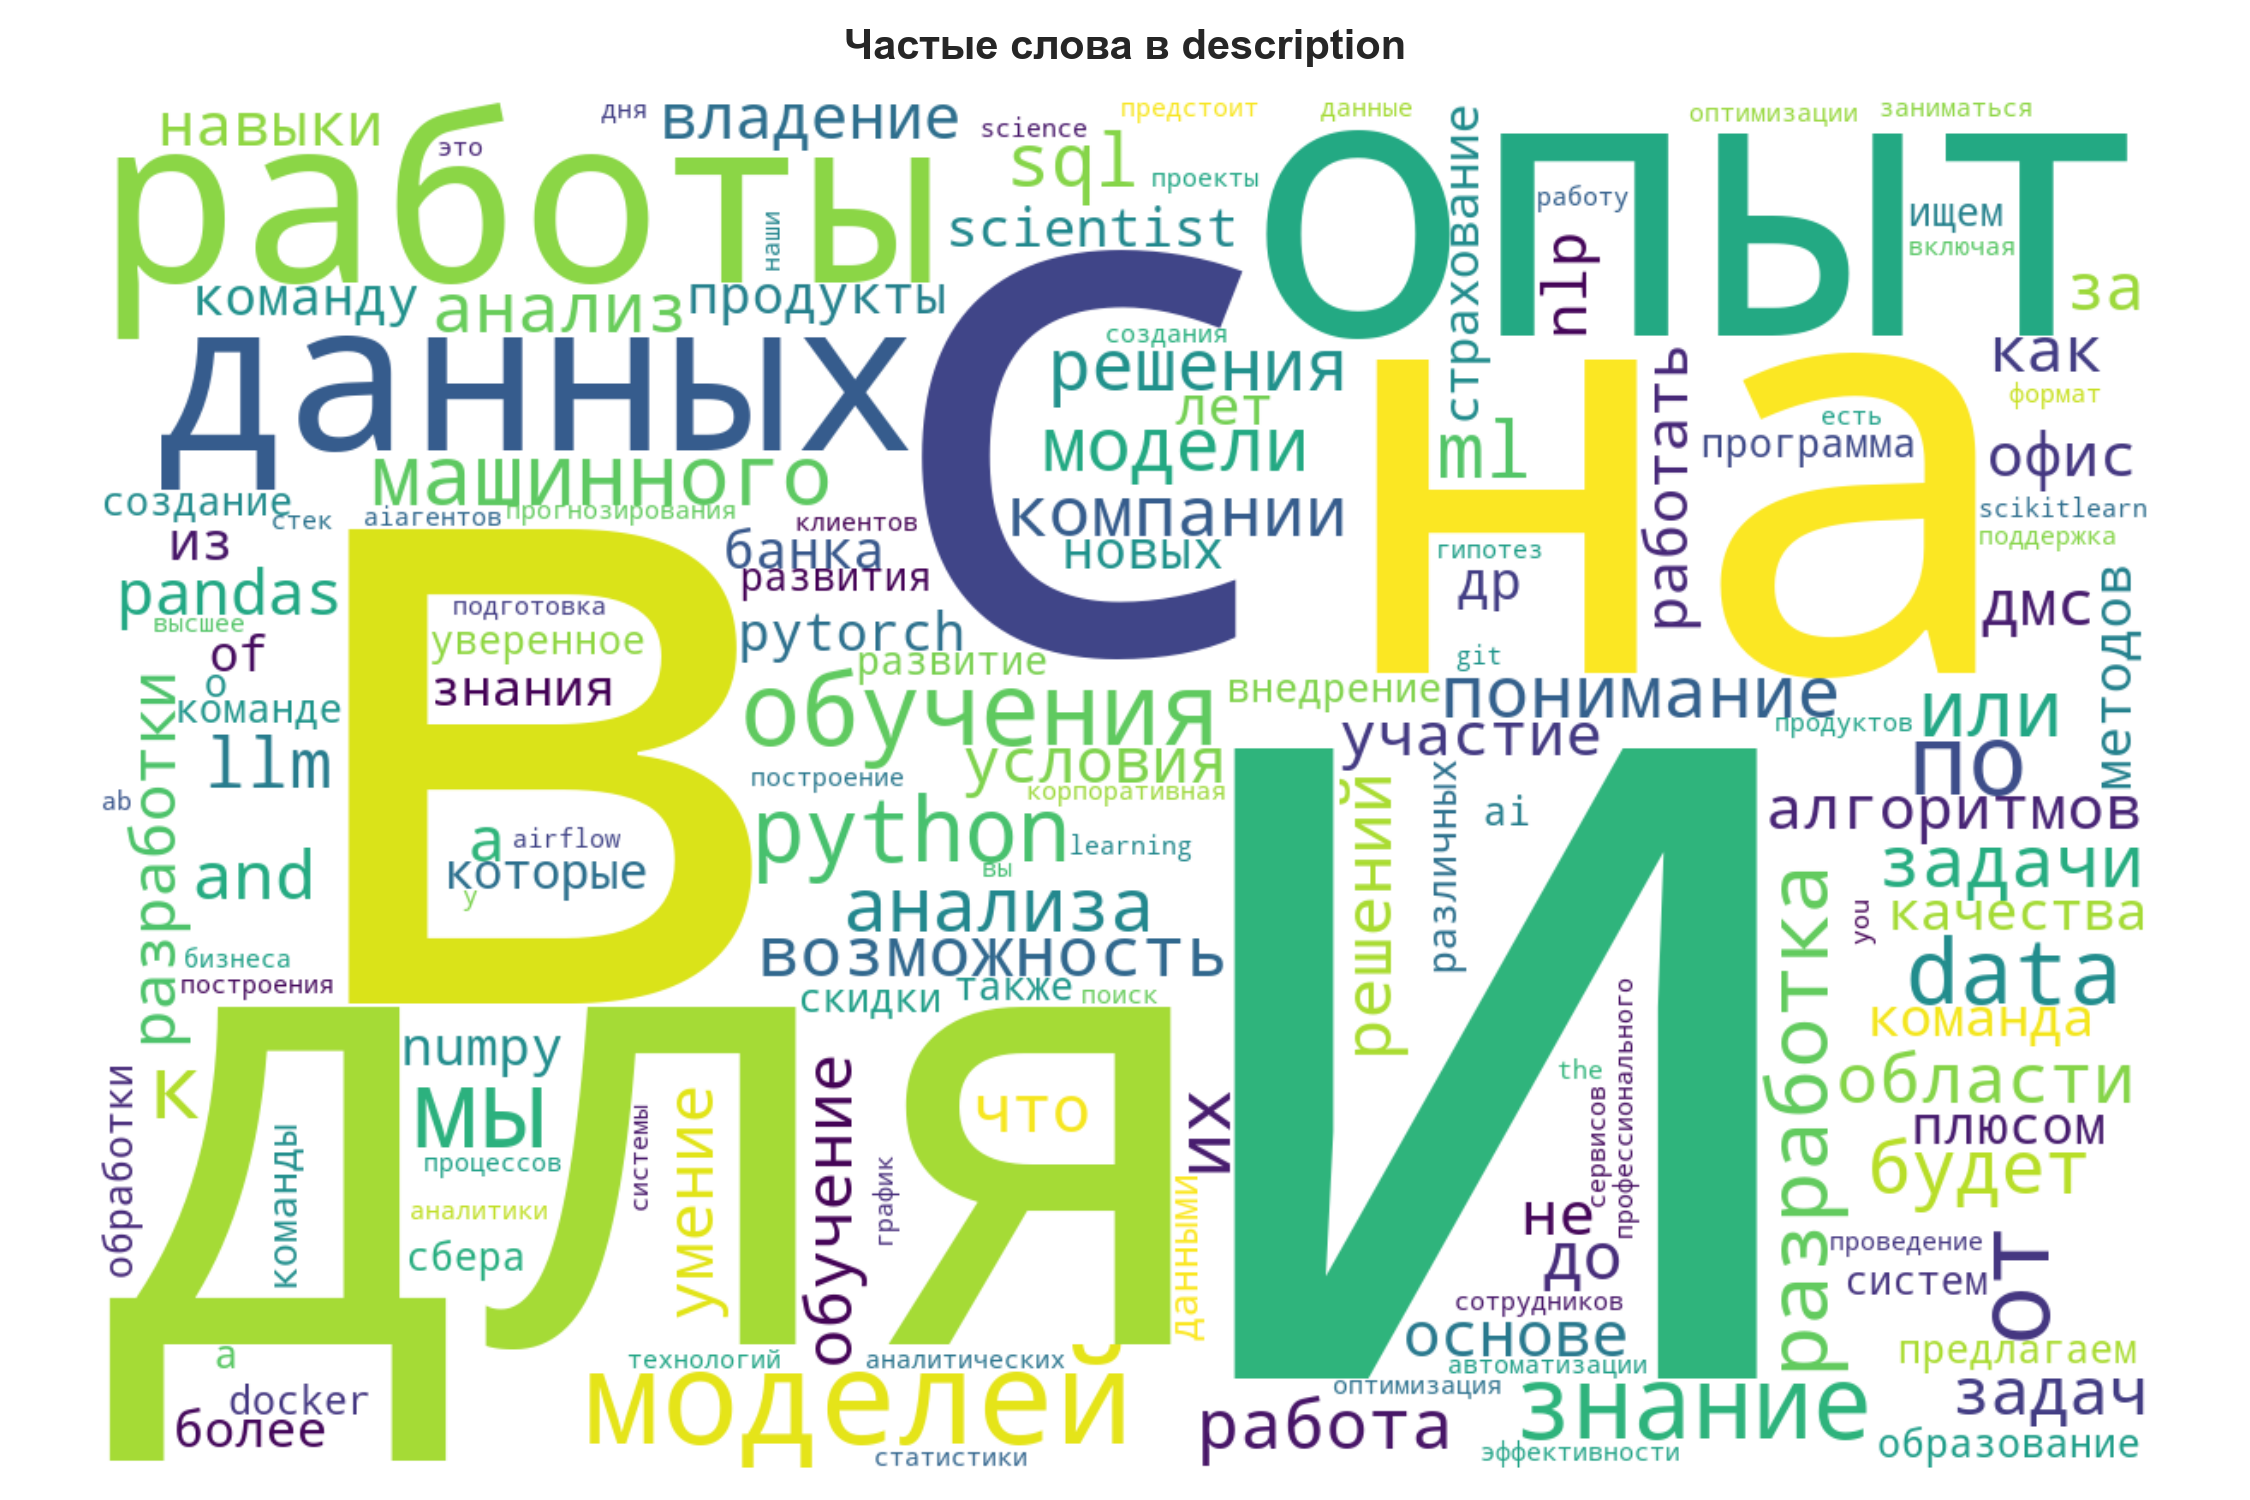 Частые слова в description
навыки
дня
владение
предстоит
данные
оптимизации
заниматься
science
это
работы
sql
проекты
опыт
страхование
работу
ищем
включая
наши
scientist
nlp
за
команду
анализ
продукты
с
создания
решения
как
данных
на
работать
формат
лет
есть
модели
ml
программа
офис
машинного
создание
стек
aiагентов
прогнозирования
клиентов
компании
scikitlearn
поддержка
из
в
банка
новых
гипотез
развития
др
pandas
подготовка
дмс
методов
высшее
уверенное
pytorch
of
развитие
git
о
знания
обучения
внедрение
понимание
команде
разработки
участие
продуктов
или
llm
условия
по
построение
корпоративная
решений
различных
ai
ab
python
алгоритмов
а
airflow
learning
которые
вы
у
and
задачи
анализа
you
качества
и
разработка
бизнеса
возможность
data
построения
скидки
также
поиск
для
numpy
команда
к
мы
что
их
the
области
обработки
команды
системы
умение
обучение
график
данными
сервисов
профессионального
плюсом
процессов
будет
аналитики
не
сбера
до
проведение
от
систем
сотрудников
основе
a
технологий
аналитических
автоматизации
предлагаем
docker
моделей
оптимизация
знание
задач
более
работа
статистики
эффективности
образование